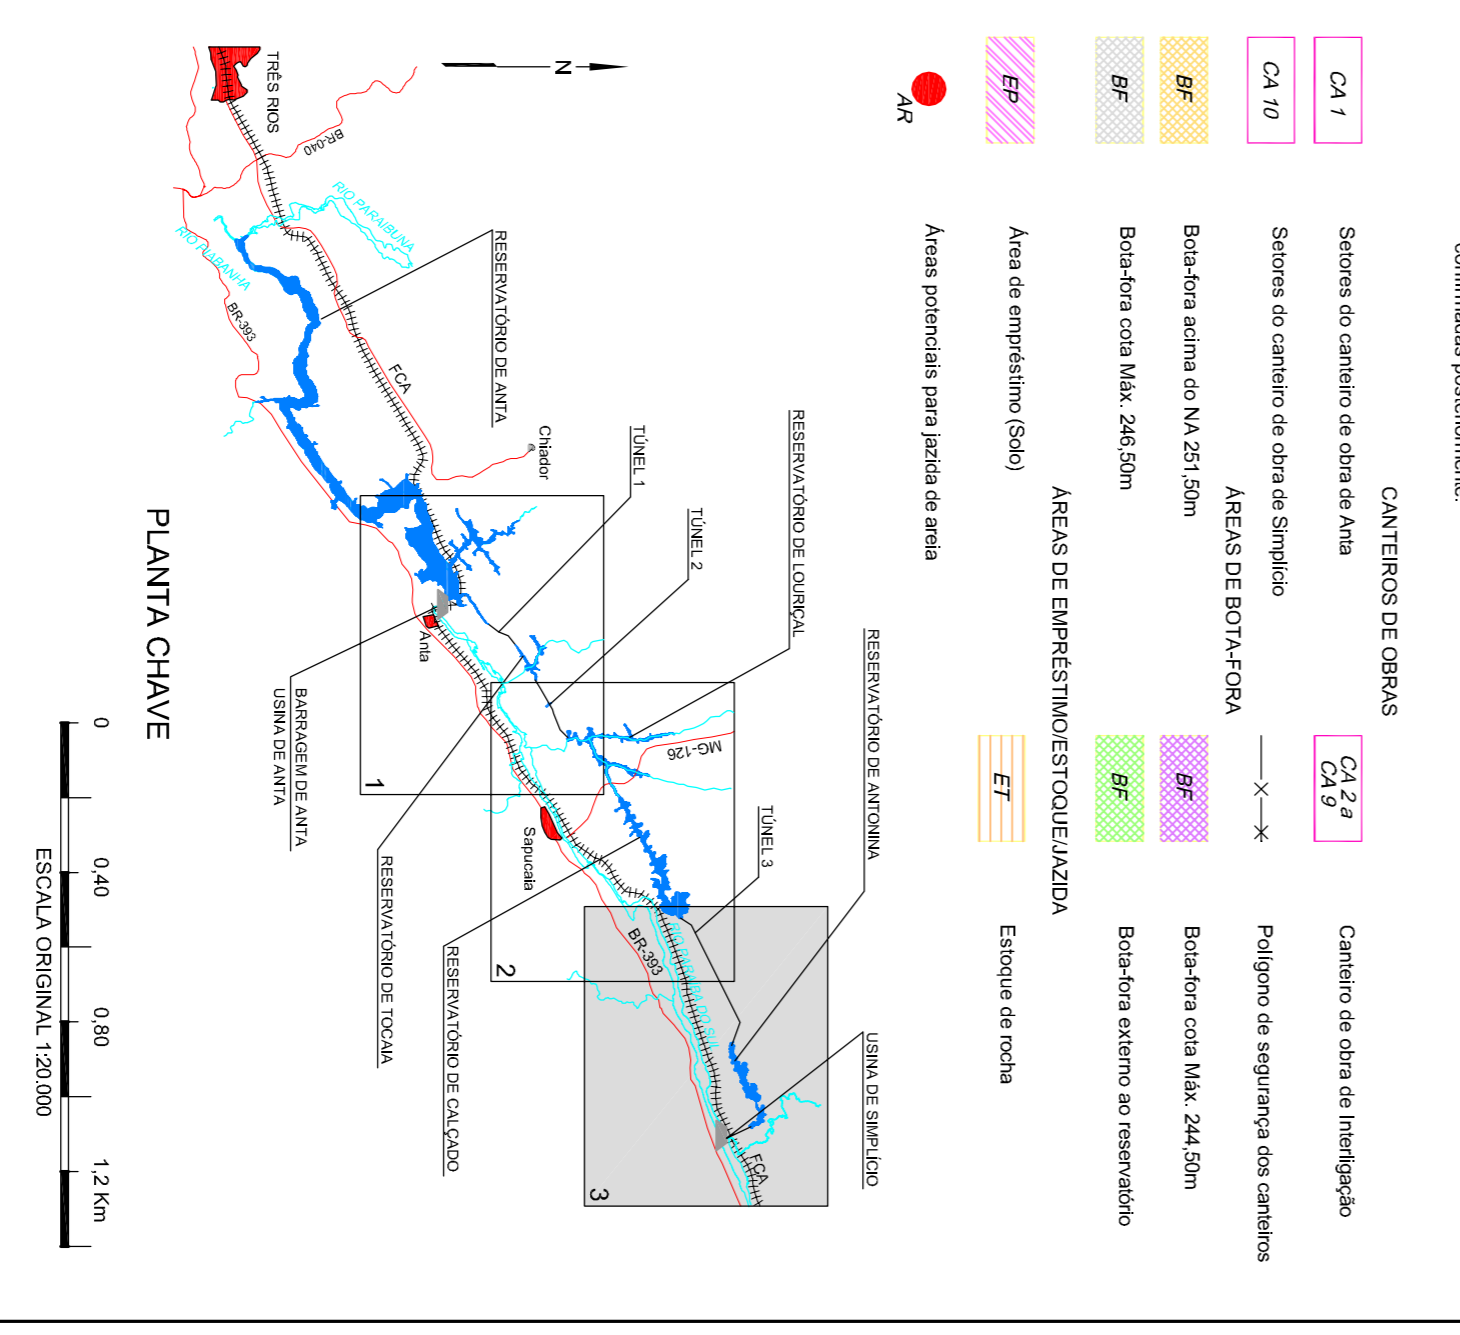 confirmadas posteriormente.
CANTEIROS DE OBRAS
CA 1
Setores do canteiro de obra de Anta
CA 2 a
CA 9
Canteiro de obra de Interligação
CA 10
Setores do canteiro de obra de Simplício
Polígono de segurança dos canteiros
ÁREAS DE BOTA-FORA
BF
Bota-fora acima do NA 251,50m
BF
Bota-fora cota Máx. 244,50m
BF
Bota-fora cota Máx. 246,50m
BF
Bota-fora externo ao reservatório
ÁREAS DE EMPRÉSTIMO/ESTOQUE/JAZIDA
EP
Área de empréstimo (Solo)
ET
Estoque de rocha
AR
Áreas potenciais para jazida de areia
N
TRÊS RIOS
BR-040
RIO PARAIBUNA
RIO PIABANHA
BR-393
FCA
RESERVATÓRIO DE ANTA
Chiador
TÚNEL 1
TÚNEL 2
RESERVATÓRIO DE LOURIÇAL
RESERVATÓRIO DE ANTONINA
MG-126
TÚNEL 3
USINA DE SIMPLÍCIO
Anta
BARRAGEM DE ANTA
USINA DE ANTA
1
Sapucaia
RESERVATÓRIO DE TOCAIA
RESERVATÓRIO DE CALÇADO
2
BR-393
RIO PARAIBA DO SUL
FCA
3
PLANTA CHAVE
0
0,40
0,80
1,2 Km
ESCALA ORIGINAL 1:20.000